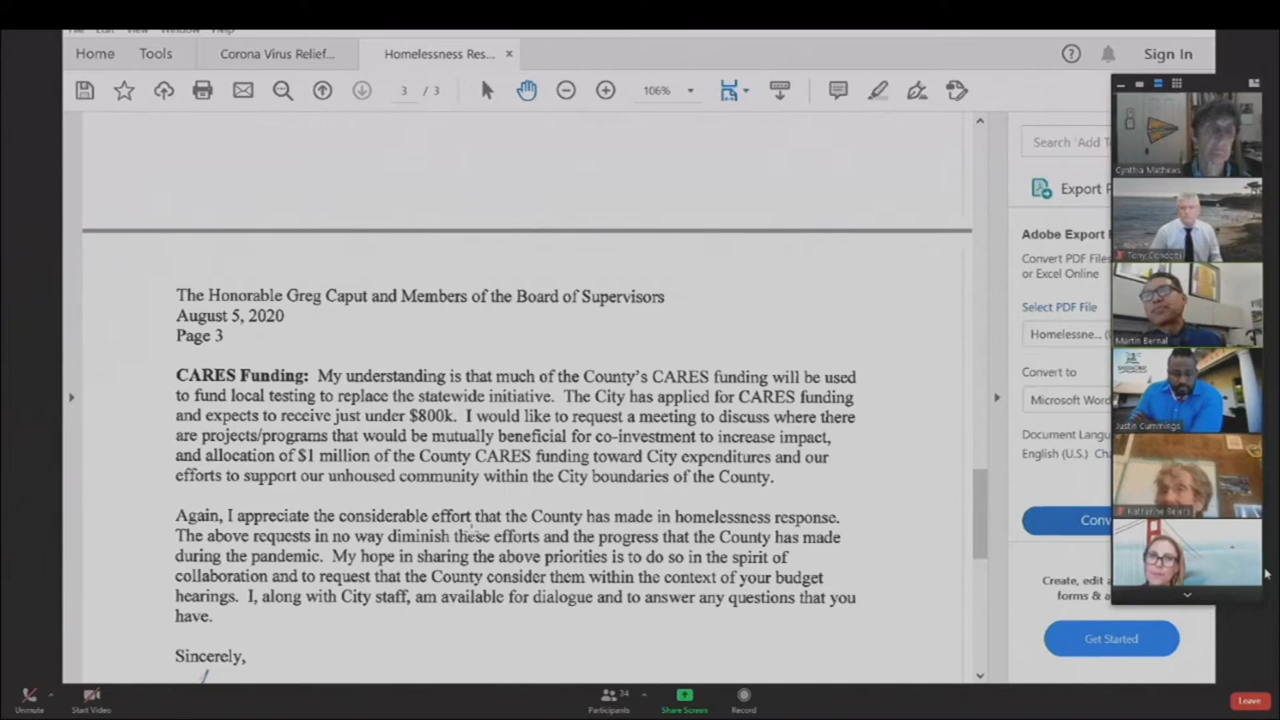 File Edit View Window Help
Home Tools Corona Virus Relief... Homelessness Res... × Sign In
3 / 3 106%
Search 'Add T
Export P
Adobe Export
Convert PDF Files
or Excel Online
Select PDF File
Homelessne...
Convert to
Microsoft Word
Document Langu
English (U.S.) Cha
Conv
Create, edit
forms & a
Get Started
The Honorable Greg Caput and Members of the Board of Supervisors
August 5, 2020
Page 3
CARES Funding: My understanding is that much of the County's CARES funding will be used
to fund local testing to replace the statewide initiative. The City has applied for CARES funding
and expects to receive just under $800k. I would like to request a meeting to discuss where there
are projects/programs that would be mutually beneficial for co-investment to increase impact,
and allocation of $1 million of the County CARES funding toward City expenditures and our
efforts to support our unhoused community within the City boundaries of the County.
Again, I appreciate the considerable effort that the County has made in homelessness response.
The above requests in no way diminish these efforts and the progress that the County has made
during the pandemic. My hope in sharing the above priorities is to do so in the spirit of
collaboration and to request that the County consider them within the context of your budget
hearings. I, along with City staff, am available for dialogue and to answer any questions that you
have.
Sincerely,
Cynthia Mathews
Tony Condotti
Martin Bernal
Justin Cummings
Katherine Beiers
Unmute Start Video 34 Participants Share Screen Record Leave